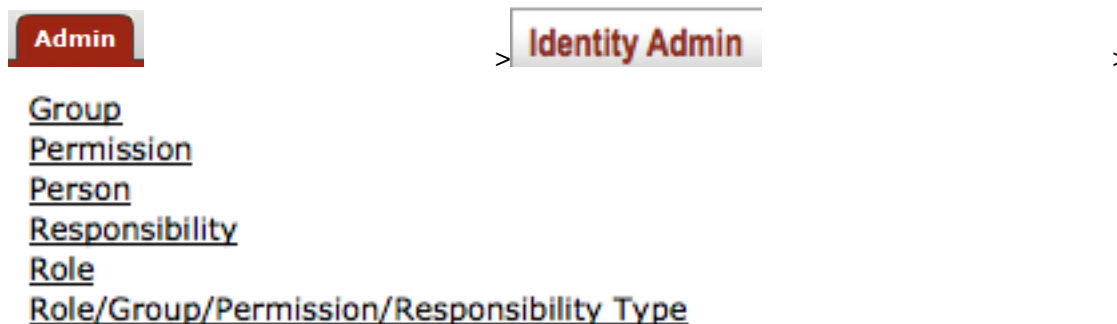 Admin > Identity Admin >
Group
Permission
Person
Responsibility
Role
Role/Group/Permission/Responsibility Type